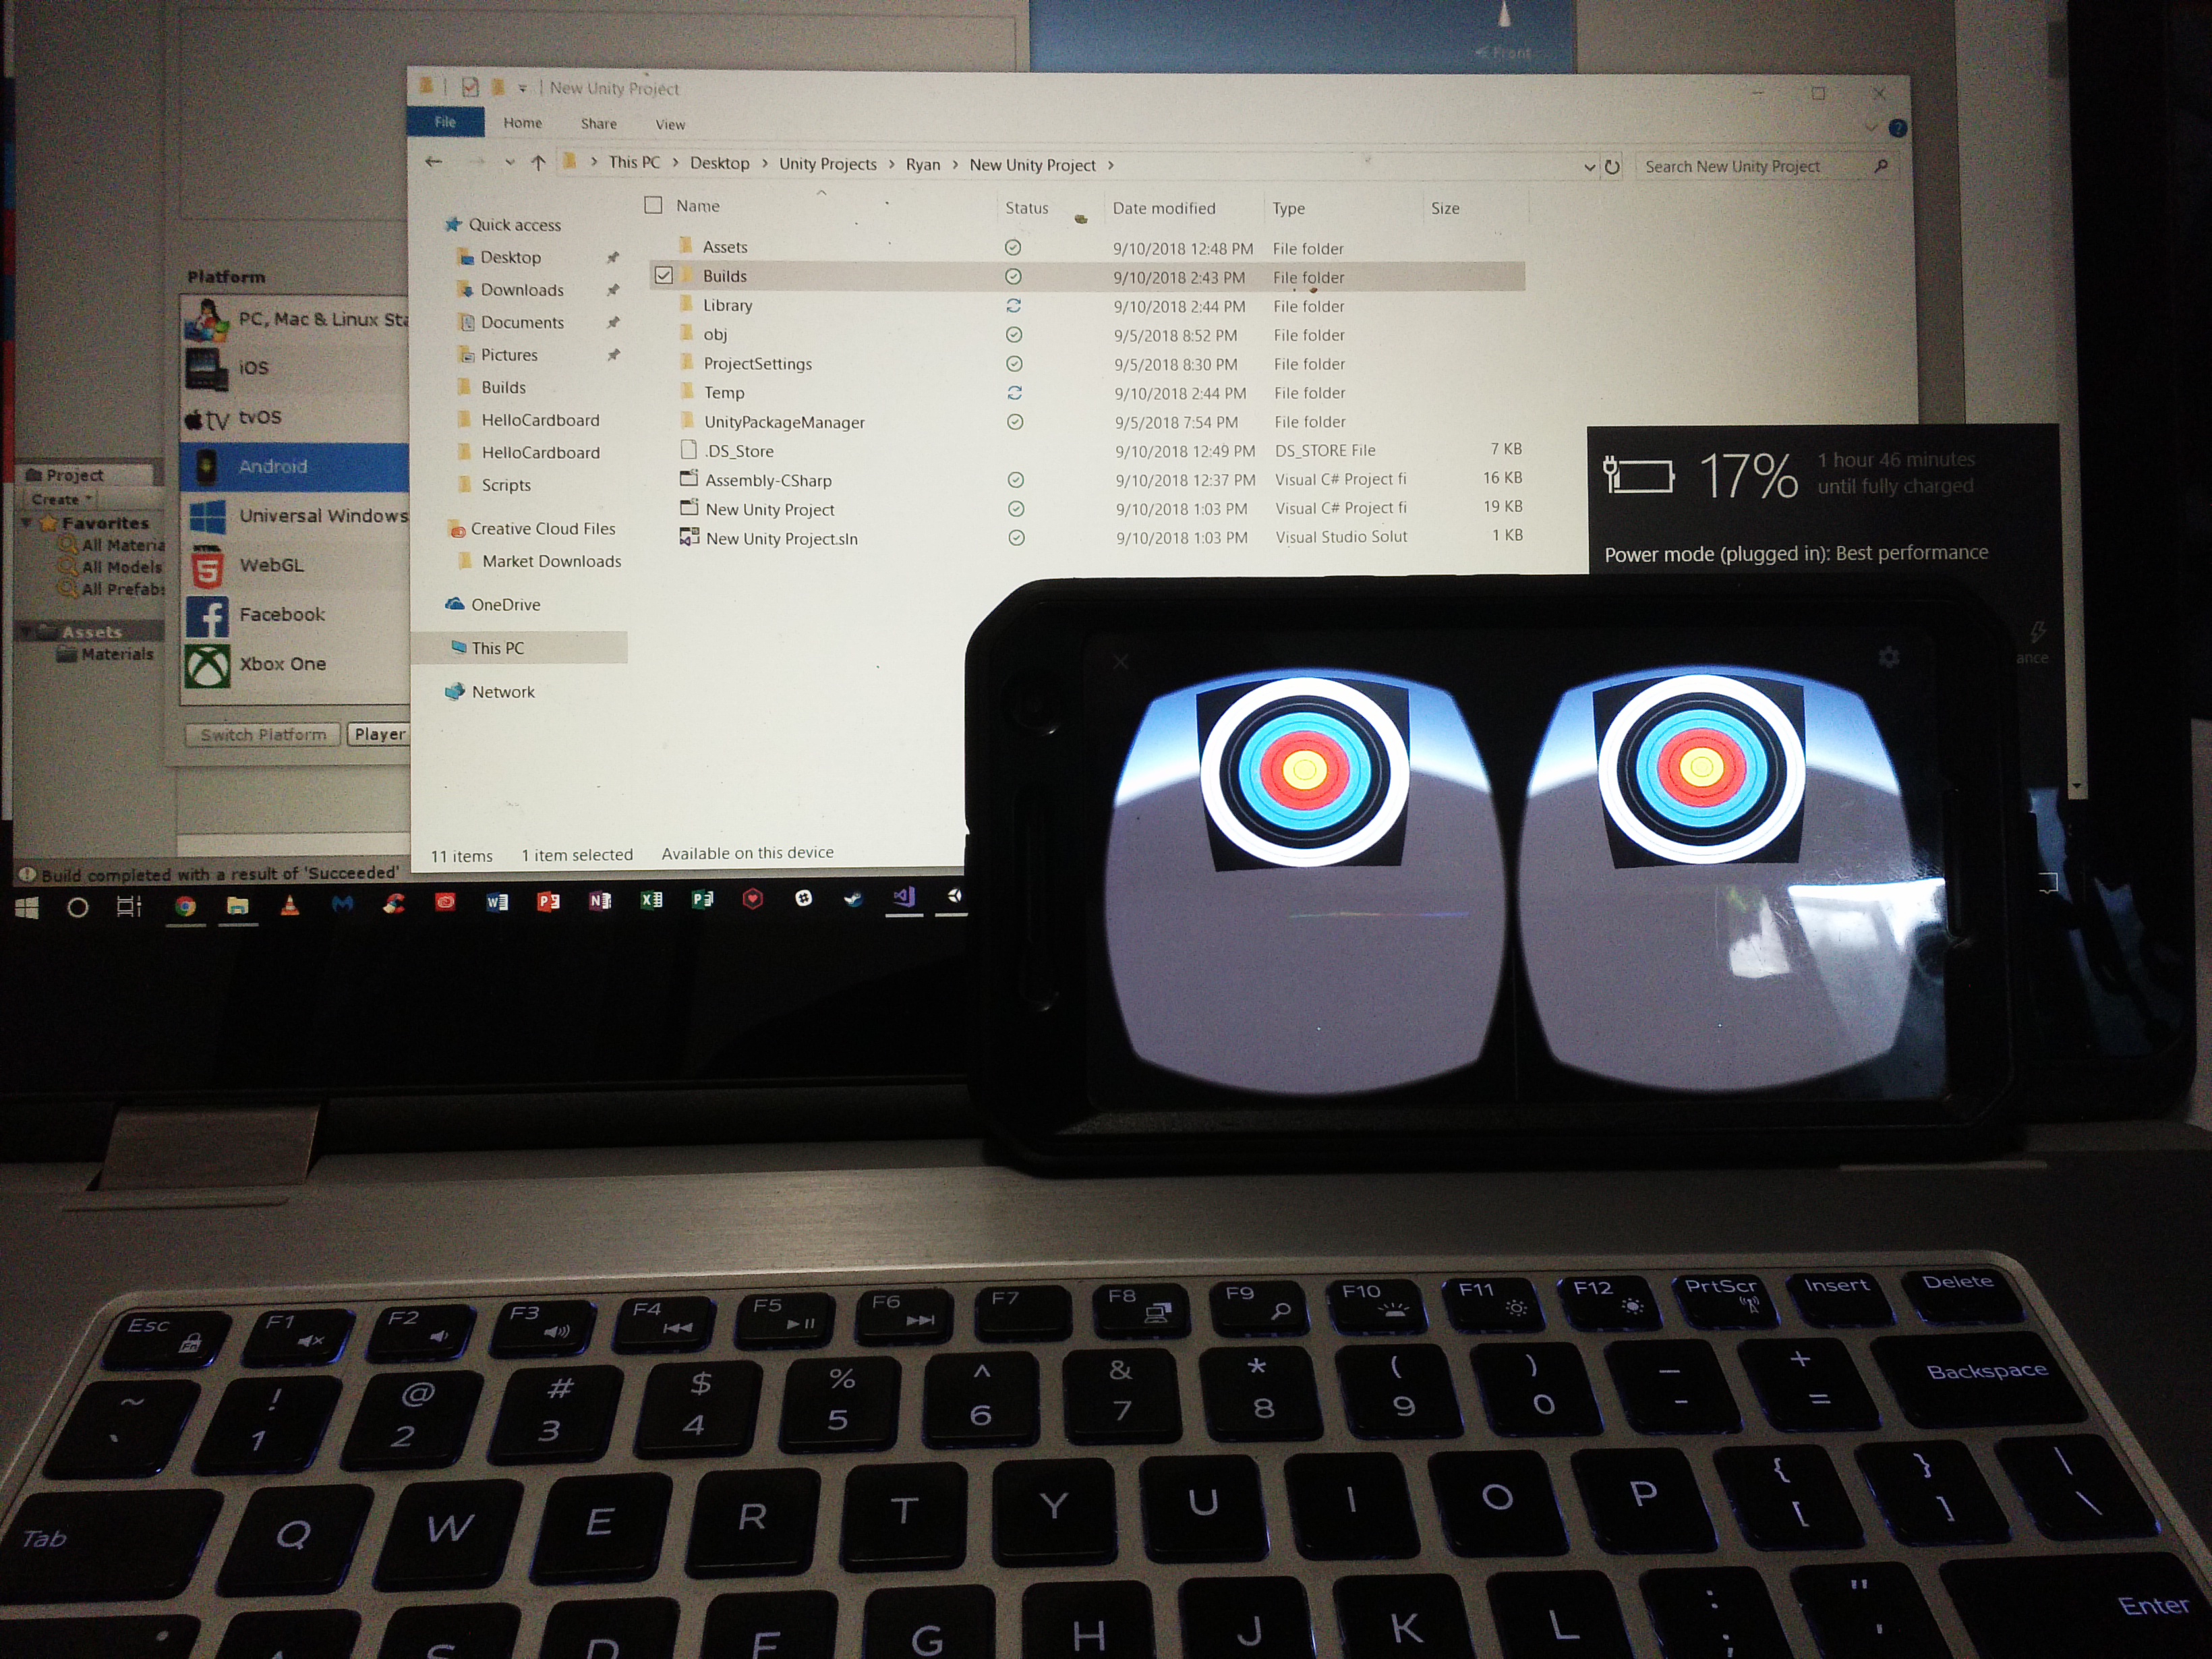 Front
New Unity Project
File Home Share View
This PC > Desktop > Unity Projects > Ryan > New Unity Project >
Search New Unity Project
Name Status Date modified Type Size
Quick access
Desktop
Downloads
Documents
Pictures
Builds
HelloCardboard
HelloCardboard
Scripts
Creative Cloud Files
Market Downloads
OneDrive
This PC
Network
Assets 9/10/2018 12:48 PM File folder
Builds 9/10/2018 2:43 PM File folder
Library 9/10/2018 2:44 PM File folder
obj 9/5/2018 8:52 PM File folder
ProjectSettings 9/5/2018 8:30 PM File folder
Temp 9/10/2018 2:44 PM File folder
UnityPackageManager 9/5/2018 7:54 PM File folder
.DS_Store 9/10/2018 12:49 PM DS_STORE File 7 KB
Assembly-CSharp 9/10/2018 12:37 PM Visual C# Project fi 16 KB
New Unity Project 9/10/2018 1:03 PM Visual C# Project fi 19 KB
New Unity Project.sln 9/10/2018 1:03 PM Visual Studio Solut 1 KB
11 items 1 item selected Available on this device
Platform
PC, Mac & Linux Sta
iOS
tv tvOS
Android
Universal Windows
HTML 5 WebGL
Facebook
Xbox One
Switch Platform Player
Project
Create
Favorites
All Materia
All Models
All Prefab
Assets
Materials
Build completed with a result of 'Succeeded'
17% 1 hour 46 minutes
until fully charged
Power mode (plugged in): Best performance
ance
Esc Fn F1 F2 F3 F4 F5 F6 F7 F8 F9 F10 F11 F12 PrtScr Insert Delete
~ ! @ # $ % ^ & * ( ) _ + Backspace
` 1 2 3 4 5 6 7 8 9 0 - =
Tab Q W E R T Y U I O P { [ } ] | \
A S D F G H J K L : ; " ' Enter